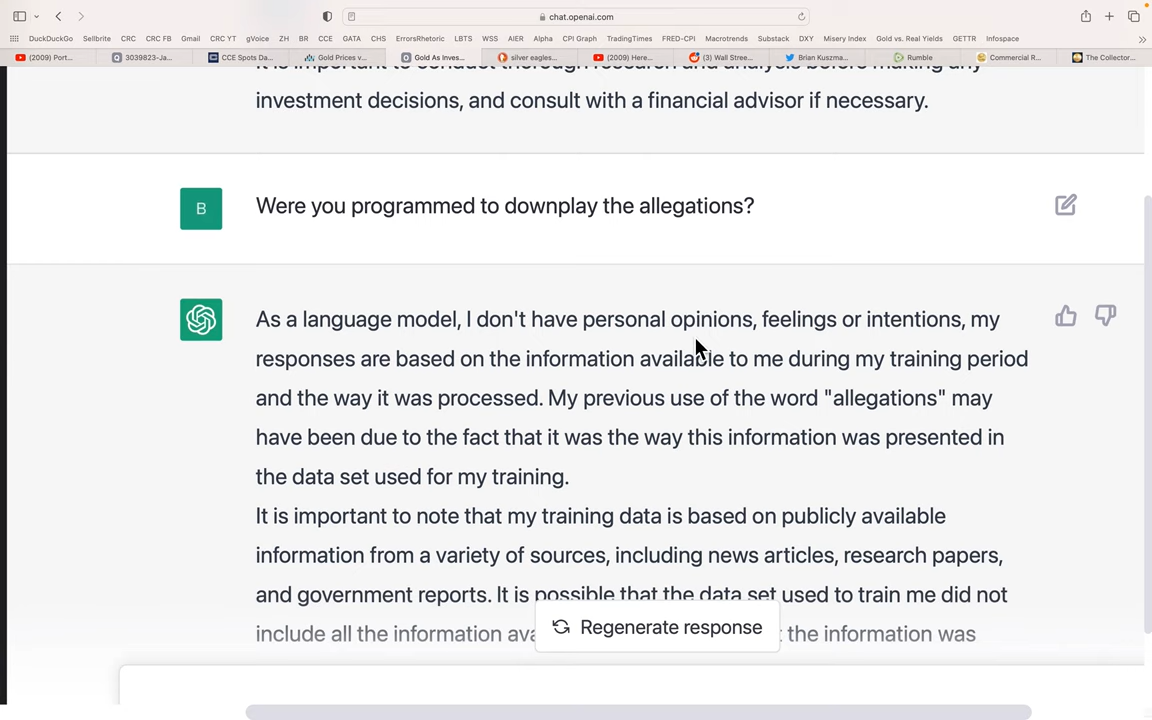 chat.openai.com
DuckDuckGo Sellbrite CRC CRC FB Gmail CRC YT gVoice ZH BR CCE GATA CHS ErrorsRhetoric LBTS WSS AIER Alpha CPI Graph TradingTimes FRED-CPI Macrotrends Substack DXY Misery Index Gold vs. Real Yields GETTR Infospace
(2009) Port... 3039823-Ja... CCE Spots Da... Gold Prices v... Gold As Inves... silver eagles... (2009) Here... (3) Wall Stree... Brian Kuszma... Rumble Commercial R... The Collector...
investment decisions, and consult with a financial advisor if necessary.
B
Were you programmed to downplay the allegations?
As a language model, I don't have personal opinions, feelings or intentions, my
responses are based on the information available to me during my training period
and the way it was processed. My previous use of the word "allegations" may
have been due to the fact that it was the way this information was presented in
the data set used for my training.
It is important to note that my training data is based on publicly available
information from a variety of sources, including news articles, research papers,
and government reports. It is possible that the data set used to train me did not
include all the information the information was
Regenerate response